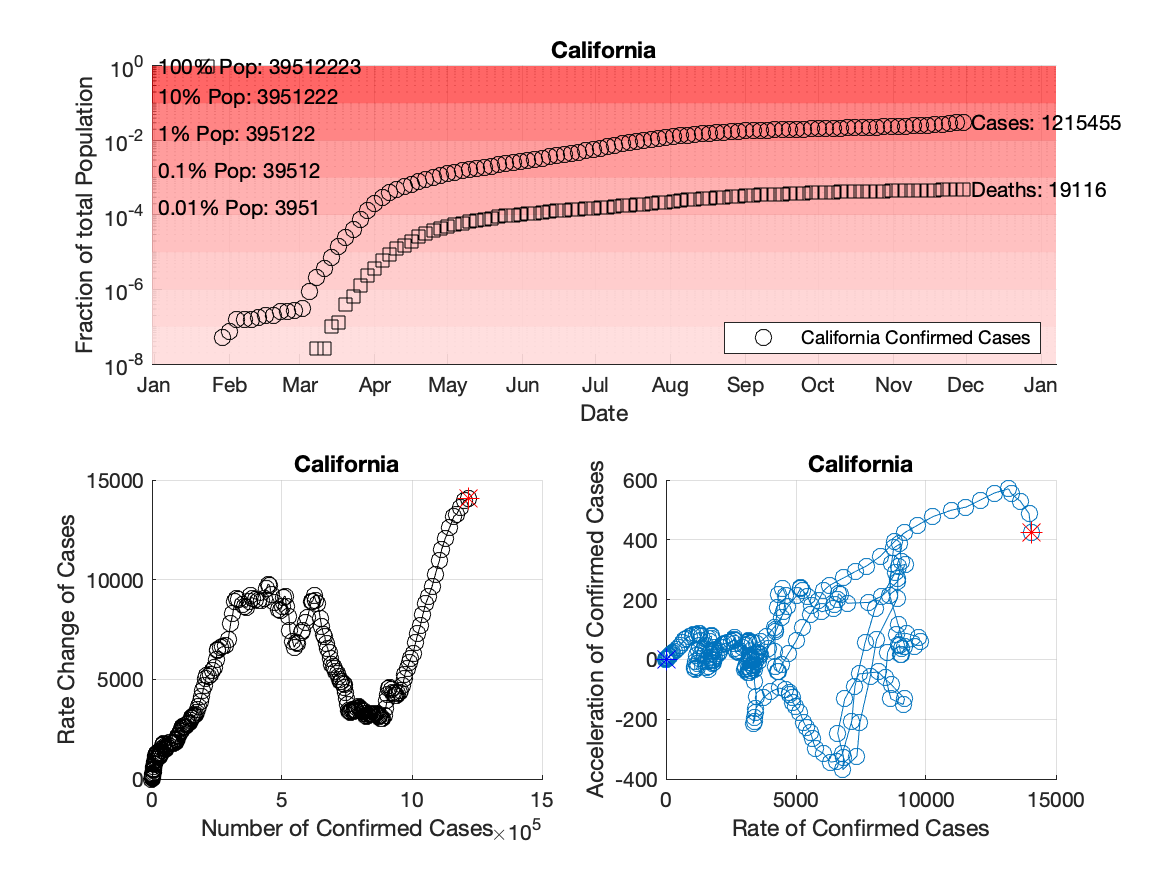 California
10^0
10^-2
10^-4
10^-6
10^-8
Fraction of total Population
100% Pop: 39512223
10% Pop: 3951222
1% Pop: 395122
0.1% Pop: 39512
0.01% Pop: 3951
Cases: 1215455
Deaths: 19116
California Confirmed Cases
Jan Feb Mar Apr May Jun Jul Aug Sep Oct Nov Dec Jan
Date
California
15000
10000
5000
0
Rate Change of Cases
0 5 10 15
Number of Confirmed Cases ×10^5
California
600
400
200
0
-200
-400
Acceleration of Confirmed Cases
0 5000 10000 15000
Rate of Confirmed Cases